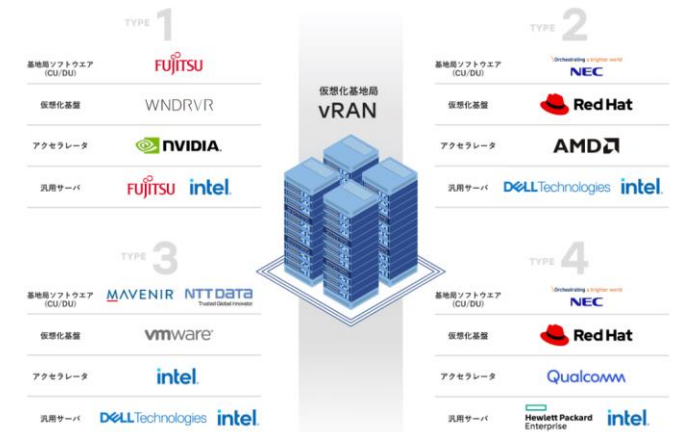 TYPE 1
基地局ソフトウエア
(CU/DU)
FUJITSU
仮想化基盤
WNDRVR
アクセラレータ
NVIDIA.
汎用サーバ
FUJITSU intel.
仮想化基地局
vRAN
TYPE 2
基地局ソフトウエア
(CU/DU)
\Orchestrating a brighter world
NEC
仮想化基盤
Red Hat
アクセラレータ
AMD
汎用サーバ
DELL Technologies intel.
TYPE 3
基地局ソフトウエア
(CU/DU)
MAVENIR NTT DATA
Trusted Global Innovator
仮想化基盤
vmware
アクセラレータ
intel.
汎用サーバ
DELL Technologies intel.
TYPE 4
基地局ソフトウエア
(CU/DU)
\Orchestrating a brighter world
NEC
仮想化基盤
Red Hat
アクセラレータ
Qualcomm
汎用サーバ
Hewlett Packard
Enterprise
intel.